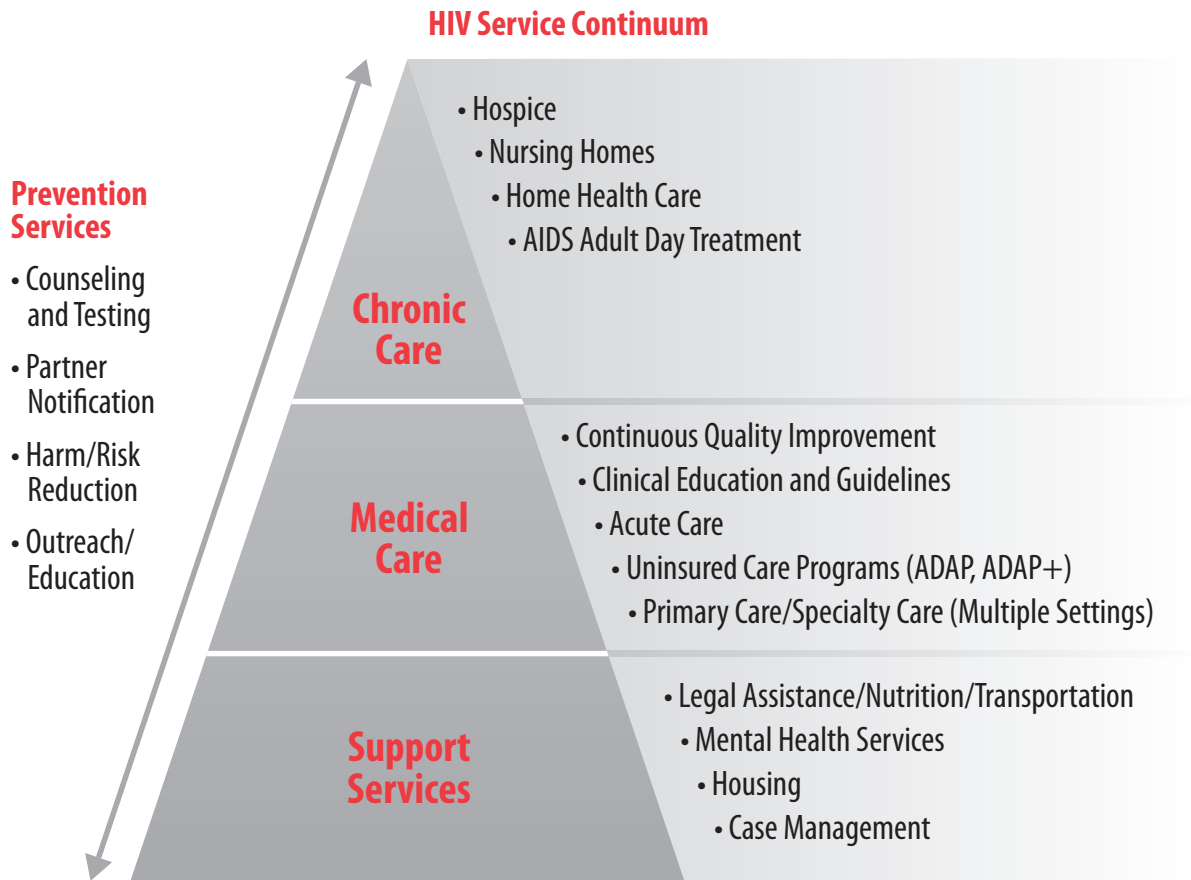 HIV Service Continuum
Prevention
Services
• Counseling
and Testing
• Partner
Notification
• Harm/Risk
Reduction
• Outreach/
Education
Chronic
Care
• Hospice
• Nursing Homes
• Home Health Care
• AIDS Adult Day Treatment
Medical
Care
• Continuous Quality Improvement
• Clinical Education and Guidelines
• Acute Care
• Uninsured Care Programs (ADAP, ADAP+)
• Primary Care/Specialty Care (Multiple Settings)
Support
Services
• Legal Assistance/Nutrition/Transportation
• Mental Health Services
• Housing
• Case Management